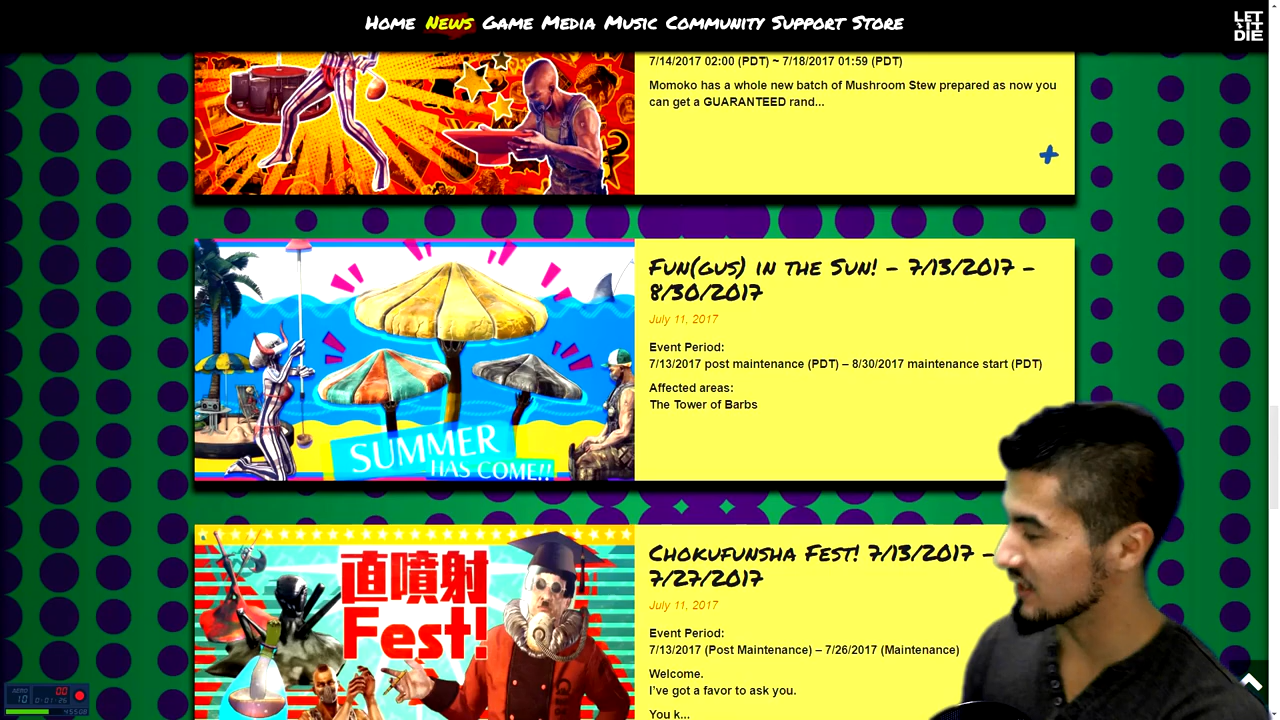 Home News Game Media Music Community Support Store
LET
IT
DIE
7/14/2017 02:00 (PDT) ~ 7/18/2017 01:59 (PDT)
Momoko has a whole new batch of Mushroom Stew prepared as now you
can get a GUARANTEED rand...
SUMMER
HAS COME!!
Fun(gus) in the Sun! – 7/13/2017 –
8/30/2017
July 11, 2017
Event Period:
7/13/2017 post maintenance (PDT) – 8/30/2017 maintenance start (PDT)
Affected areas:
The Tower of Barbs
直噴射
Fest!
Chokufunsha Fest! 7/13/2017 –
7/27/2017
July 11, 2017
Event Period:
7/13/2017 (Post Maintenance) – 7/26/2017 (Maintenance)
Welcome.
I've got a favor to ask you.
You k...